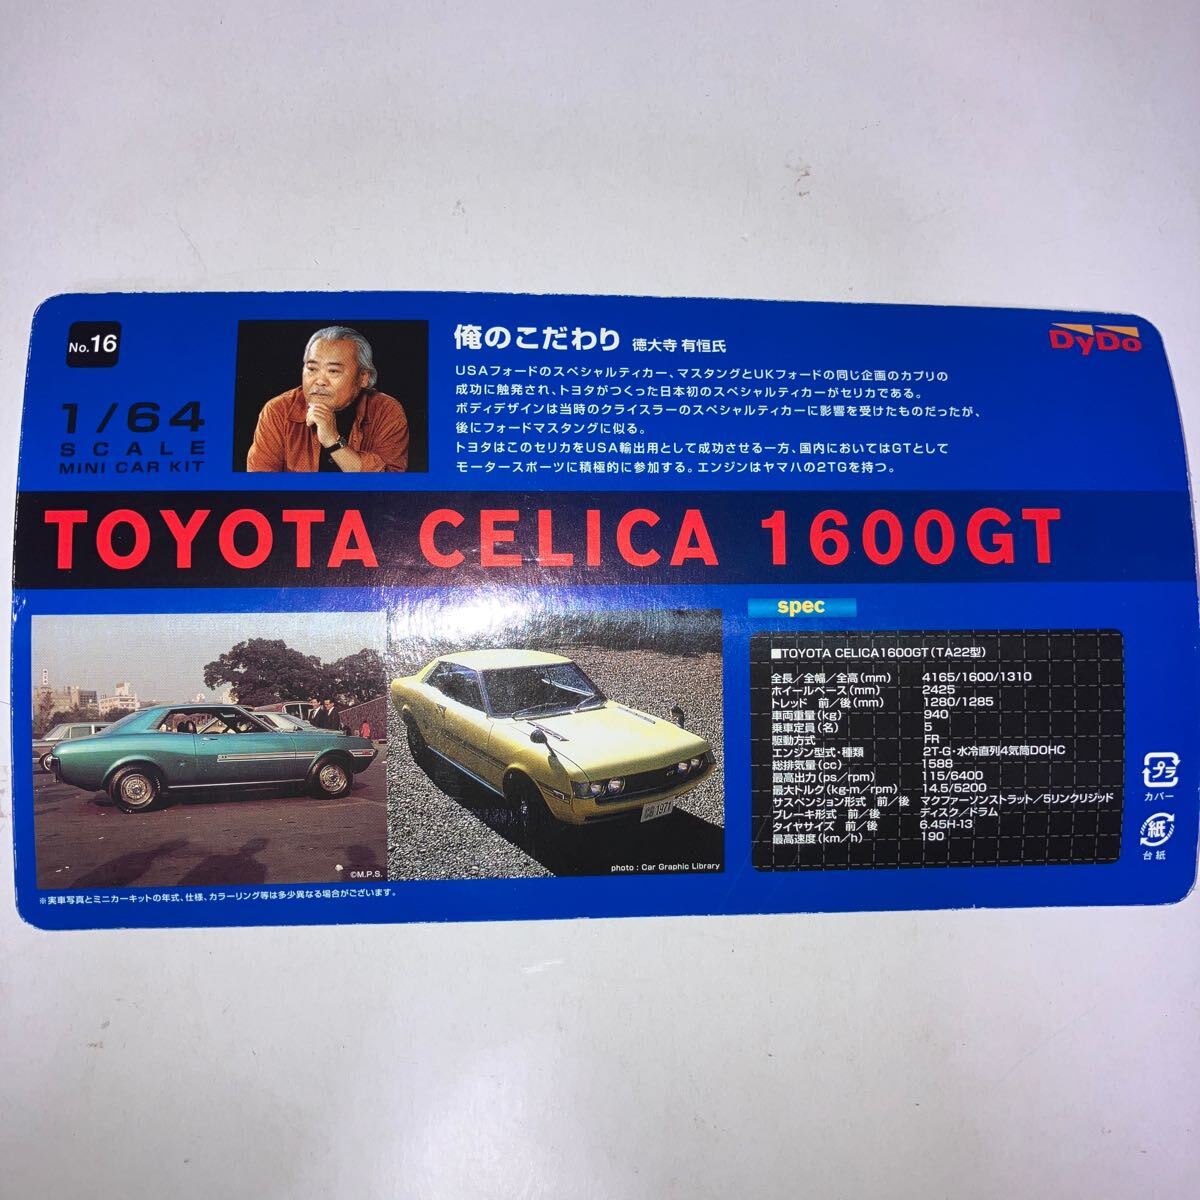 No.16
1/64
SCALE
MINI CAR KIT
俺のこだわり 徳大寺 有恒氏
USAフォードのスペシャルティカー、マスタングとUKフォードの同じ企画のカプリの
成功に触発され、トヨタがつくった日本初のスペシャルティカーがセリカである。
ボディデザインは当時のクライスラーのスペシャルティカーに影響を受けたものだったが、
後にフォードマスタングに似る。
トヨタはこのセリカをUSA輸出用として成功させる一方、国内においてはGTとして
モータースポーツに積極的に参加する。エンジンはヤマハの2TGを持つ。
DyDo
TOYOTA CELICA 1600GT
©M.P.S.
CG 1971
photo : Car Graphic Library
※実車写真とミニカーキットの年式、仕様、カラーリング等は多少異なる場合がございます。
spec
■TOYOTA CELICA1600GT(TA22型)
全長/全幅/全高(mm) 4165/1600/1310
ホイールベース(mm) 2425
トレッド 前/後(mm) 1280/1285
車両重量(kg) 940
乗車定員(名) 5
駆動方式 FR
エンジン型式・種類 2T-G・水冷直列4気筒DOHC
総排気量(cc) 1588
最高出力(ps/rpm) 115/6400
最大トルク(kg-m/rpm) 14.5/5200
サスペンション形式 前/後 マクファーソンストラット/5リンクリジッド
ブレーキ形式 前/後 ディスク/ドラム
タイヤサイズ 前/後 6.45H-13
最高速度(km/h) 190
プラ
カバー
紙
台紙